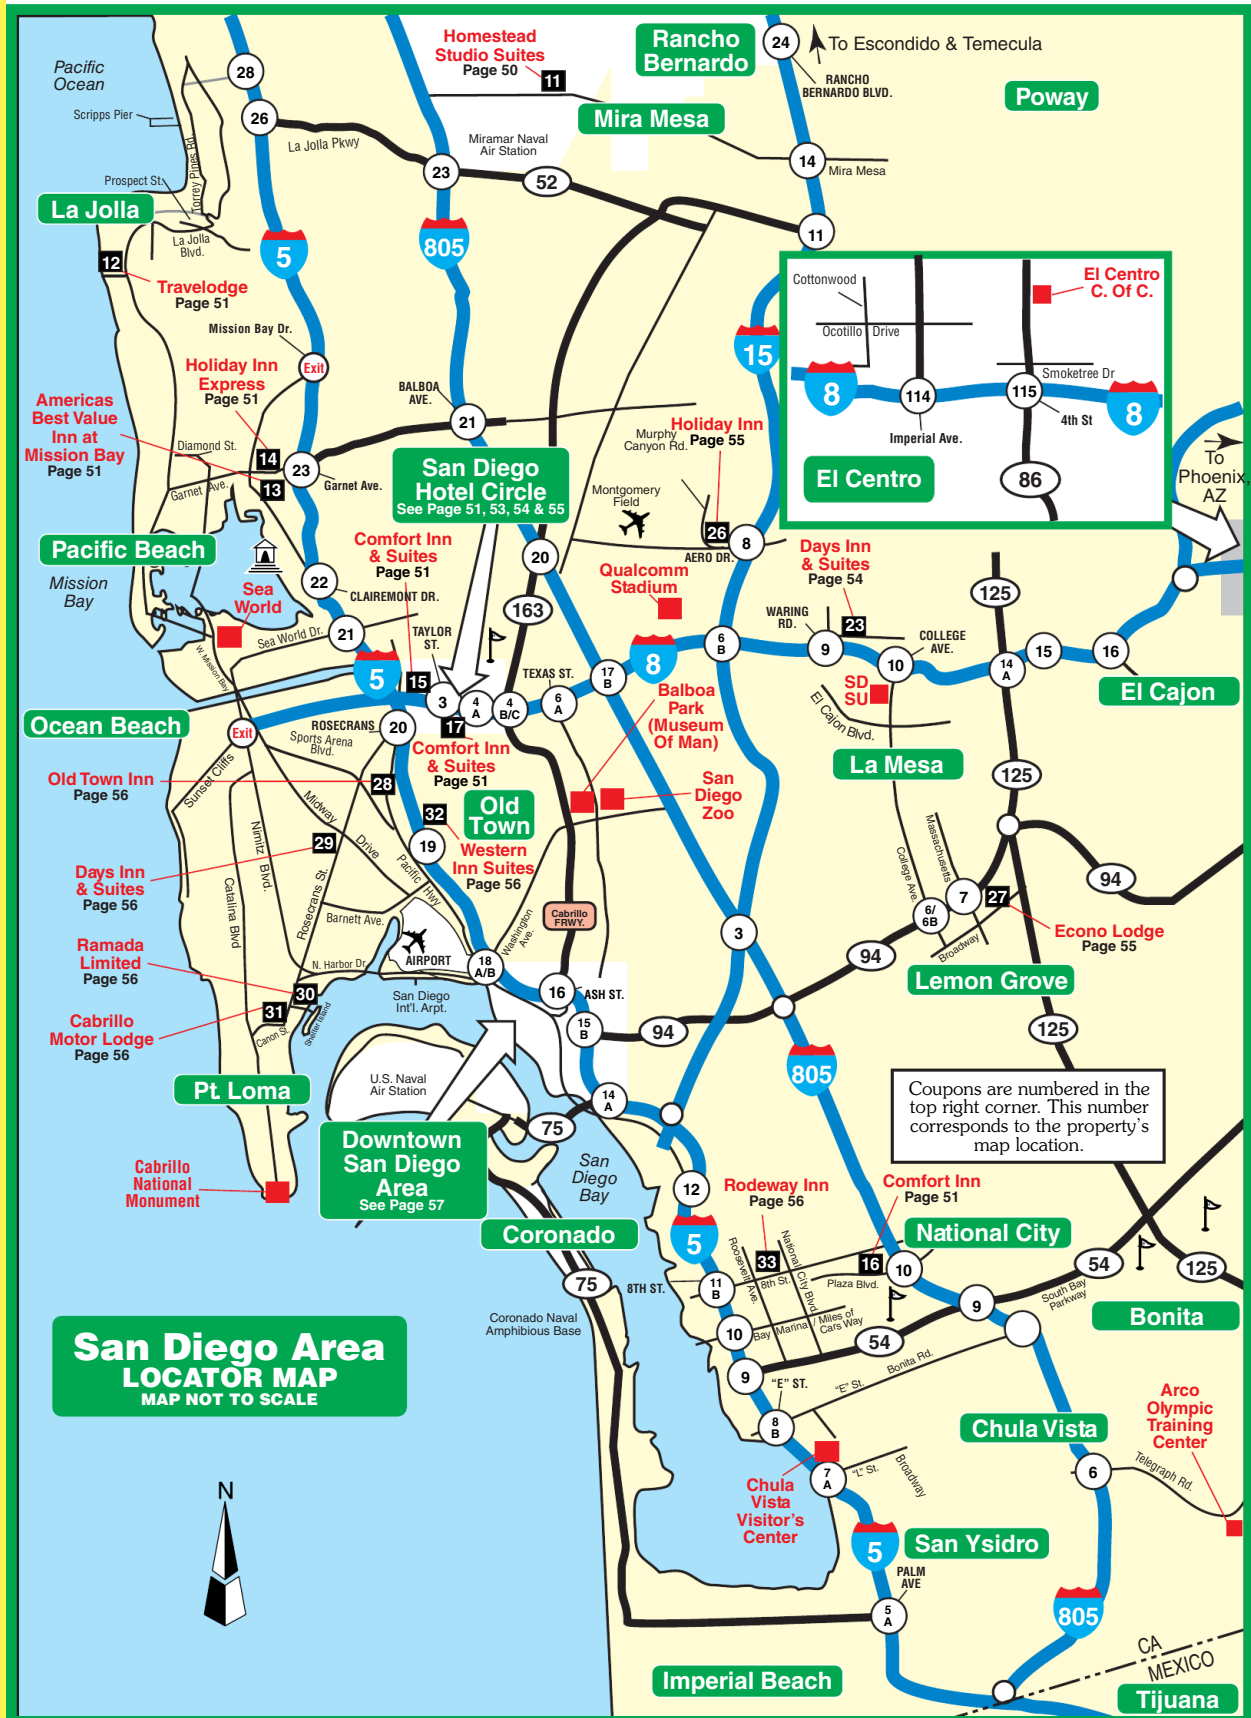 Pacific
Ocean
Scripps Pier
28
26
Torrey Pines Rd.
La Jolla Pkwy
Prospect St.
La Jolla
La Jolla
Blvd.
12
Travelodge
Page 51
5
Mission Bay Dr.
Exit
Homestead
Studio Suites
Page 50
11
Rancho
Bernardo
24
To Escondido & Temecula
RANCHO
BERNARDO BLVD.
Poway
Mira Mesa
Miramar Naval
Air Station
14
Mira Mesa
23
52
11
805
15
Cottonwood
Ocotillo Drive
El Centro
C. Of C.
8
114
115
Smoketree Dr
4th St
8
Imperial Ave.
El Centro
86
To
Phoenix,
AZ
Holiday Inn
Express
Page 51
Americas
Best Value
Inn at
Mission Bay
Page 51
Diamond St.
14
23
Garnet Ave.
Garnet Ave.
13
BALBOA
AVE.
21
San Diego
Hotel Circle
See Page 51, 53, 54 & 55
Murphy
Canyon Rd.
Holiday Inn
Page 55
Montgomery
Field
26
8
AERO DR.
Pacific Beach
Mission
Bay
Sea
World
22
CLAIREMONT DR.
Comfort Inn
& Suites
Page 51
20
163
Qualcomm
Stadium
Days Inn
& Suites
Page 54
WARING
RD.
23
125
Sea World Dr.
21
W. Mission Bay
TAYLOR
ST.
5
15
3
4
A
4
B/C
TEXAS ST.
6
A
17
B
8
6
B
9
10
COLLEGE
AVE.
14
A
15
16
El Cajon
SD
SU
El Cajon Blvd.
Ocean Beach
Exit
ROSECRANS
20
Sports Arena
Blvd.
17
Comfort Inn
& Suites
Page 51
Balboa
Park
(Museum
Of Man)
La Mesa
125
Old Town Inn
Page 56
Sunset Cliffs
28
Midway
Drive
Old
Town
San
Diego
Zoo
32
Western
Inn Suites
Page 56
19
Nimitz Blvd.
29
Days Inn
& Suites
Page 56
Catalina Blvd
Rosecrans St.
Pacific Hwy
Barnett Ave.
Washington
Ave.
Cabrillo
FRWY.
College Ave.
Massachusetts
94
7
27
6/
6B
Broadway
Econo Lodge
Page 55
3
94
Lemon Grove
Ramada
Limited
Page 56
N. Harbor Dr.
AIRPORT
18
A/B
San Diego
Int'l. Arpt.
16
ASH ST.
15
B
94
125
30
31
Shelter Island
Canon St.
Cabrillo
Motor Lodge
Page 56
805
Pt. Loma
U.S. Naval
Air Station
14
A
75
Coupons are numbered in the
top right corner. This number
corresponds to the property's
map location.
Downtown
San Diego
Area
See Page 57
San
Diego
Bay
Cabrillo
National
Monument
12
Rodeway Inn
Page 56
Comfort Inn
Page 51
Coronado
5
National City
Roosevelt Ave.
National City Blvd.
33
16
10
54
125
75
8TH ST.
11
B
8th St.
Plaza Blvd.
South Bay
Parkway
Coronado Naval
Amphibious Base
10
Bay Marina / Miles of
Cars Way
9
54
Bonita
San Diego Area
LOCATOR MAP
MAP NOT TO SCALE
9
"E" ST.
"E" St.
Bonita Rd.
8
B
Chula Vista
Arco
Olympic
Training
Center
7
A
"L" St.
Broadway
6
Telegraph Rd.
Chula
Vista
Visitor's
Center
N
5
San Ysidro
PALM
AVE
5
A
805
CA
MEXICO
Imperial Beach
Tijuana